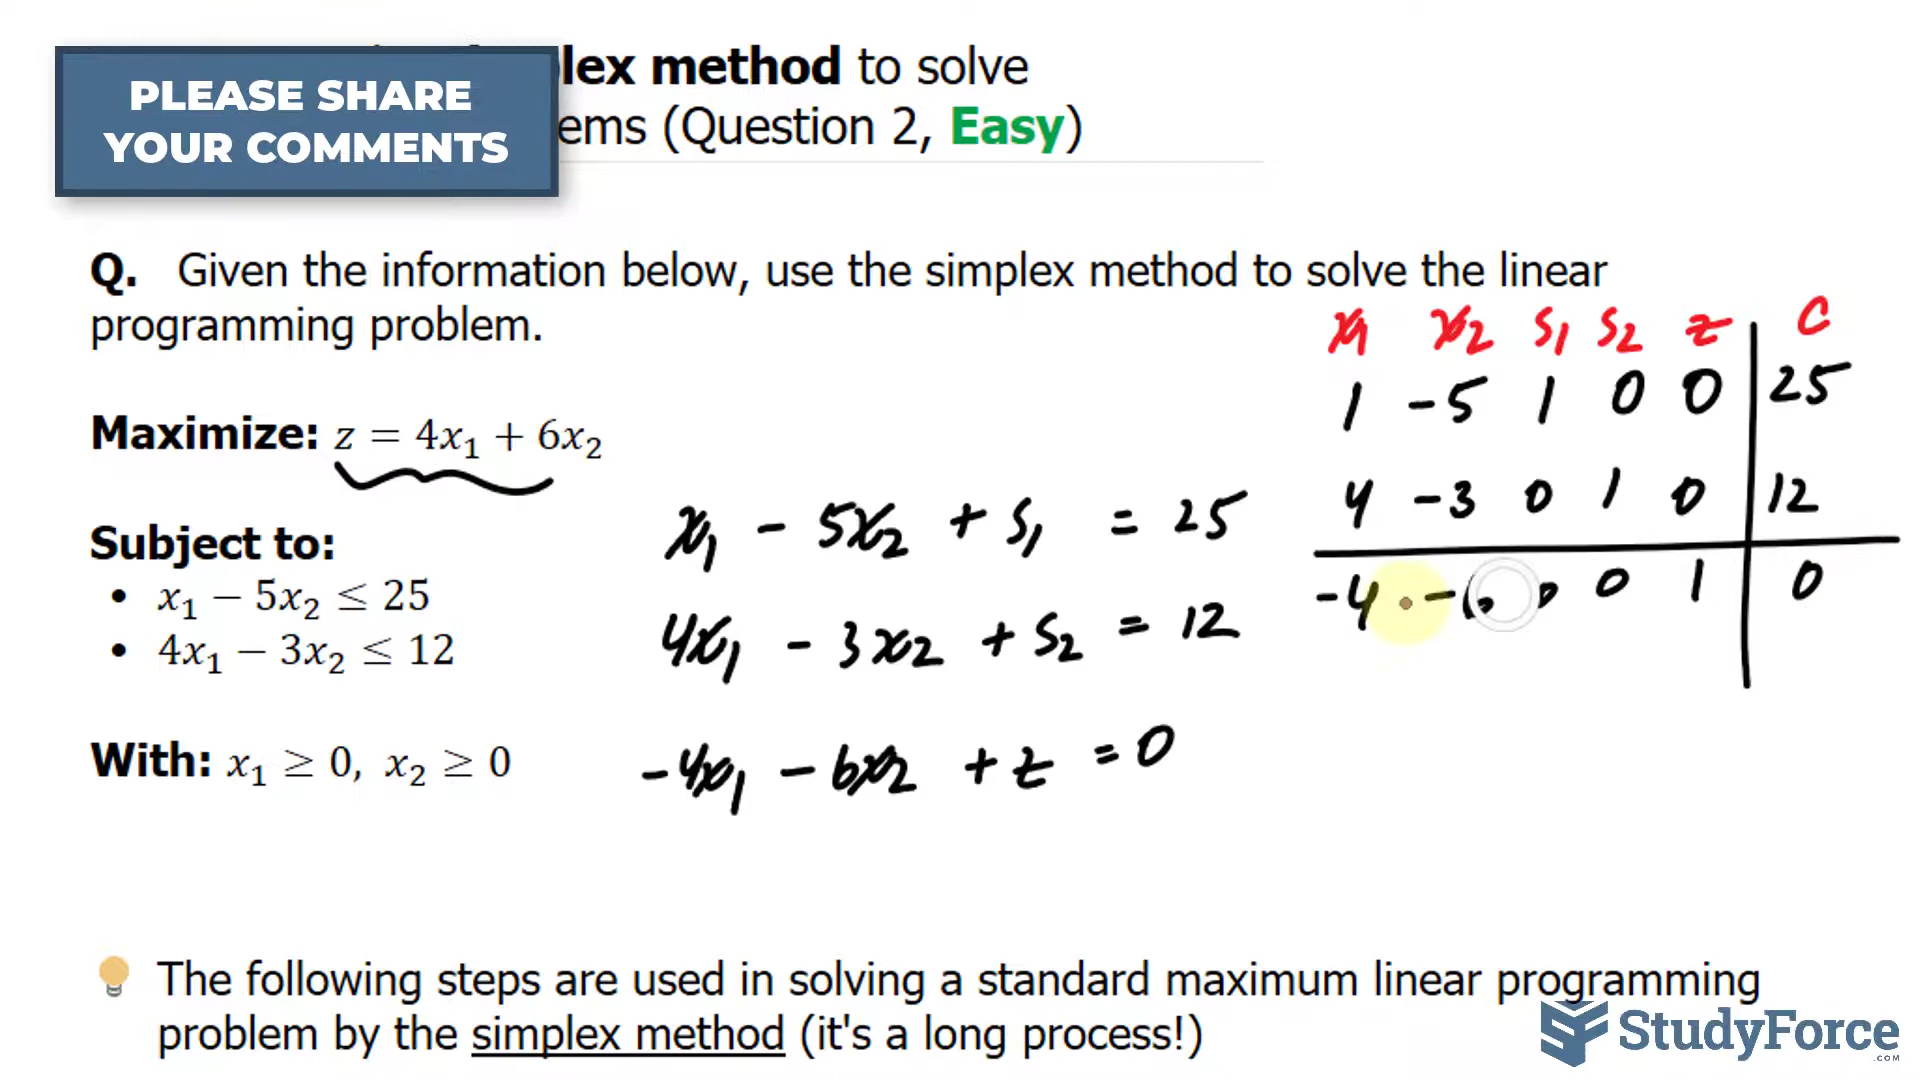 PLEASE SHARE
YOUR COMMENTS
lex method to solve
ems (Question 2, Easy)
Q. Given the information below, use the simplex method to solve the linear
programming problem.
Maximize: z = 4x₁ + 6x₂
Subject to:
• x₁ − 5x₂ ≤ 25
• 4x₁ − 3x₂ ≤ 12
With: x₁ ≥ 0, x₂ ≥ 0
x₁ − 5x₂ + s₁ = 25
4x₁ − 3x₂ + s₂ = 12
−4x₁ − 6x₂ + z = 0
x₁ x₂ s₁ s₂ z C
1 −5 1 0 0 25
4 −3 0 1 0 12
−4 0 1 0
The following steps are used in solving a standard maximum linear programming
problem by the simplex method (it's a long process!)
StudyForce
.COM